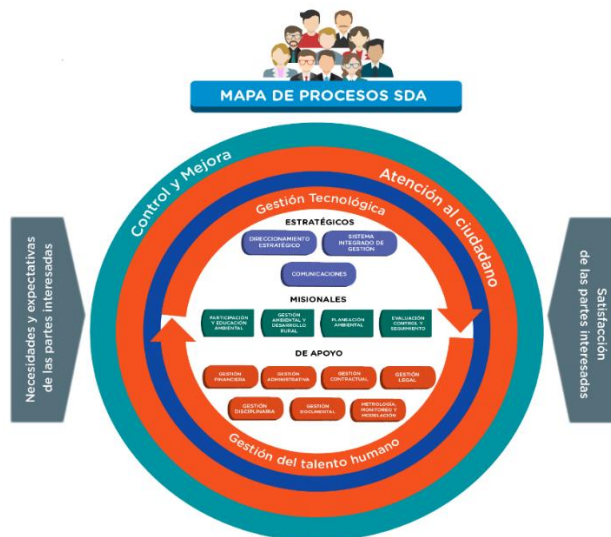 MAPA DE PROCESOS SDA
Control y Mejora
Atención al ciudadano
Gestión Tecnológica
Necesidades y expectativas
de las partes interesadas
ESTRATÉGICOS
DIRECCIONAMIENTO
ESTRATÉGICO
SISTEMA
INTEGRADO DE
GESTIÓN
COMUNICACIONES
MISIONALES
PARTICIPACIÓN
Y EDUCACIÓN
AMBIENTAL
GESTIÓN
AMBIENTAL Y
DESARROLLO
RURAL
PLANEACIÓN
AMBIENTAL
EVALUACIÓN
CONTROL Y
SEGUIMIENTO
DE APOYO
GESTIÓN
FINANCIERA
GESTIÓN
ADMINISTRATIVA
GESTIÓN
CONTRACTUAL
GESTIÓN
LEGAL
GESTIÓN
DISCIPLINARIA
GESTIÓN
DOCUMENTAL
METROLOGÍA,
MONITOREO Y
MODELACIÓN
Gestión del talento humano
Satisfacción
de las partes interesadas